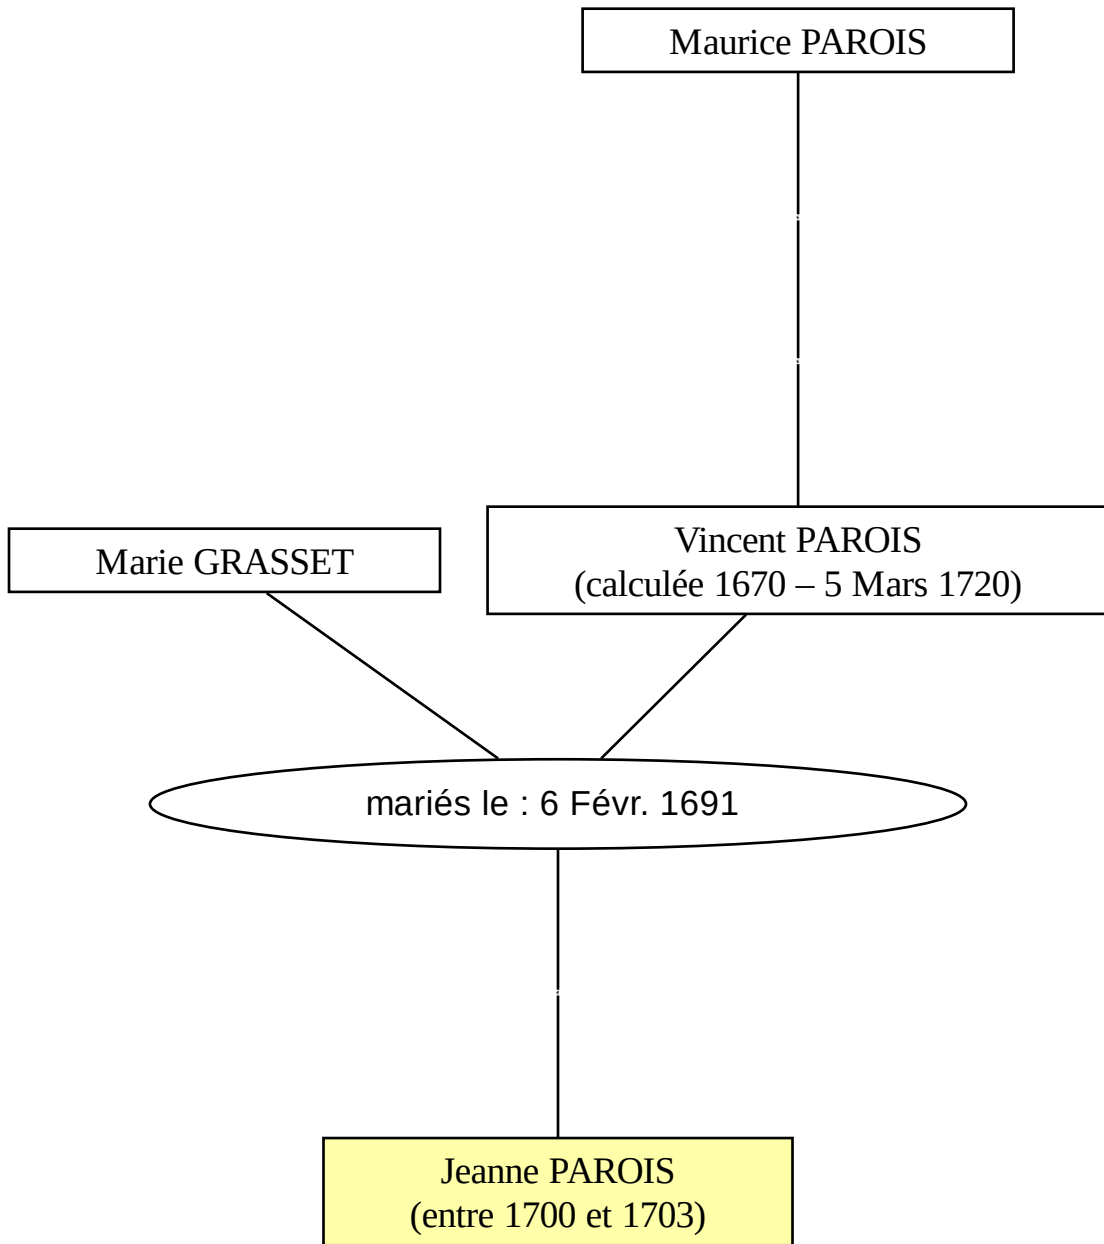 Maurice PAROIS
Marie GRASSET
Vincent PAROIS
(calculée 1670 – 5 Mars 1720)
mariés le : 6 Févr. 1691
Jeanne PAROIS
(entre 1700 et 1703)